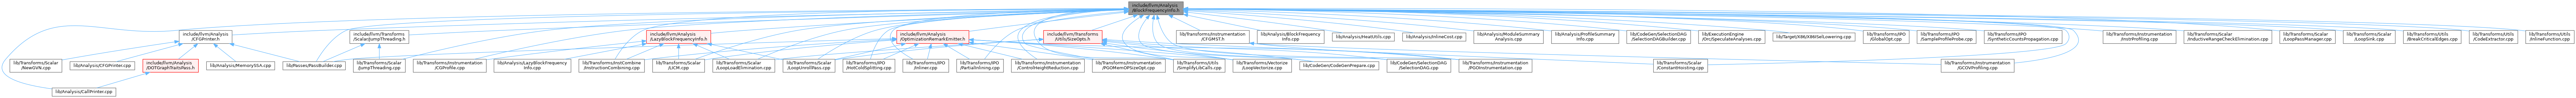 include/llvm/Analysis
/BlockFrequencyInfo.h
include/llvm/Analysis
/CFGPrinter.h
include/llvm/Transforms
/Scalar/JumpThreading.h
include/llvm/Analysis
/LazyBlockFrequencyInfo.h
include/llvm/Analysis
/OptimizationRemarkEmitter.h
include/llvm/Transforms
/Utils/SizeOpts.h
lib/Transforms/Instrumentation
/CFGMST.h
lib/Analysis/BlockFrequency
Info.cpp
lib/Analysis/HeatUtils.cpp
lib/Analysis/InlineCost.cpp
lib/Analysis/ModuleSummary
Analysis.cpp
lib/Analysis/ProfileSummary
Info.cpp
lib/CodeGen/SelectionDAG
/SelectionDAGBuilder.cpp
lib/ExecutionEngine
/Orc/SpeculateAnalyses.cpp
lib/Target/X86/X86ISelLowering.cpp
lib/Transforms/IPO
/GlobalOpt.cpp
lib/Transforms/IPO
/SampleProfileProbe.cpp
lib/Transforms/IPO
/SyntheticCountsPropagation.cpp
lib/Transforms/Instrumentation
/InstrProfiling.cpp
lib/Transforms/Scalar
/InductiveRangeCheckElimination.cpp
lib/Transforms/Scalar
/LoopPassManager.cpp
lib/Transforms/Scalar
/LoopSink.cpp
lib/Transforms/Utils
/BreakCriticalEdges.cpp
lib/Transforms/Utils
/CodeExtractor.cpp
lib/Transforms/Utils
/InlineFunction.cpp
lib/Transforms/Scalar
/NewGVN.cpp
lib/Analysis/CFGPrinter.cpp
include/llvm/Analysis
/DOTGraphTraitsPass.h
lib/Analysis/MemorySSA.cpp
lib/Passes/PassBuilder.cpp
lib/Transforms/Scalar
/JumpThreading.cpp
lib/Transforms/Instrumentation
/CGProfile.cpp
lib/Analysis/LazyBlockFrequency
Info.cpp
lib/Transforms/InstCombine
/InstructionCombining.cpp
lib/Transforms/Scalar
/LICM.cpp
lib/Transforms/Scalar
/LoopLoadElimination.cpp
lib/Transforms/Scalar
/LoopUnrollPass.cpp
lib/Transforms/IPO
/HotColdSplitting.cpp
lib/Transforms/IPO
/Inliner.cpp
lib/Transforms/IPO
/PartialInlining.cpp
lib/Transforms/Instrumentation
/ControlHeightReduction.cpp
lib/Transforms/Instrumentation
/PGOMemOPSizeOpt.cpp
lib/Transforms/Utils
/SimplifyLibCalls.cpp
lib/Transforms/Vectorize
/LoopVectorize.cpp
lib/CodeGen/CodeGenPrepare.cpp
lib/CodeGen/SelectionDAG
/SelectionDAG.cpp
lib/Transforms/Instrumentation
/PGOInstrumentation.cpp
lib/Transforms/Scalar
/ConstantHoisting.cpp
lib/Transforms/Instrumentation
/GCOVProfiling.cpp
lib/Analysis/CallPrinter.cpp